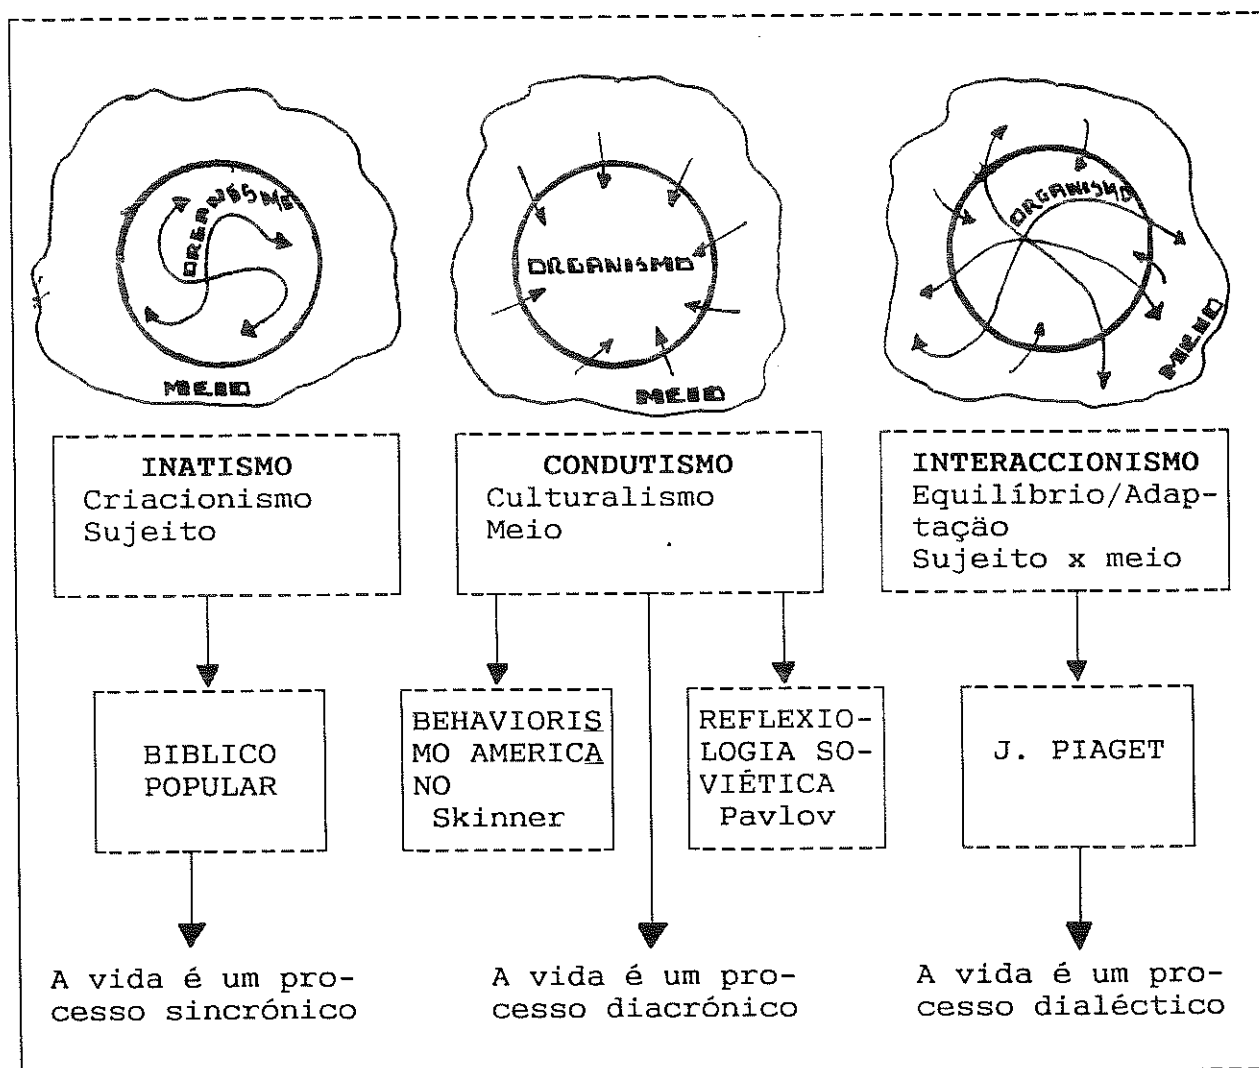 ORGANISMO
MEIO
ORGANISMO
MEIO
ORGANISMO
MEIO
INATISMO
Criacionismo
Sujeito
CONDUTISMO
Culturalismo
Meio
INTERACCIONISMO
Equilíbrio/Adap-
tação
Sujeito x meio
BIBLICO
POPULAR
BEHAVIORIS
MO AMERICA
NO
Skinner
REFLEXIO-
LOGIA SO-
VIÉTICA
Pavlov
J. PIAGET
A vida é um pro-
cesso sincrónico
A vida é um pro-
cesso diacrónico
A vida é um pro-
cesso dialéctico